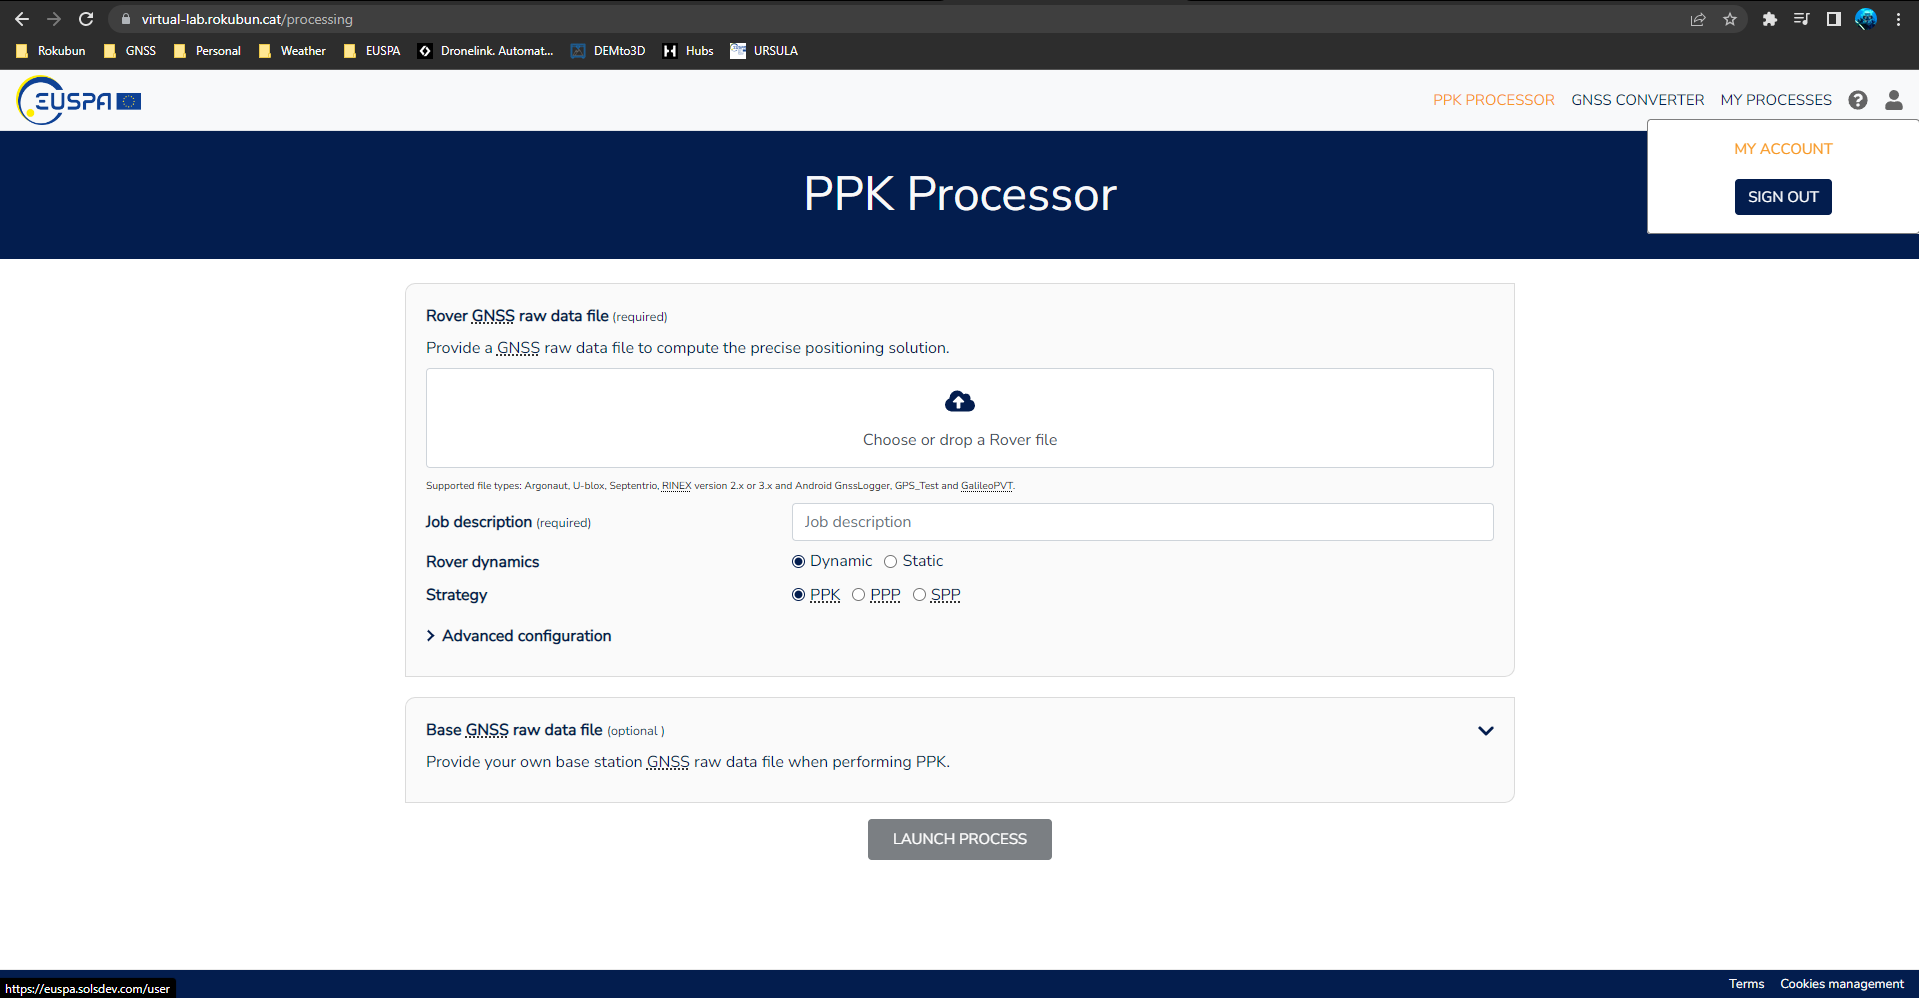 virtual-lab.rokubun.cat/processing
Rokubun GNSS Personal Weather EUSPA Dronelink. Automat... DEMto3D Hubs URSULA
EUSPA PPK PROCESSOR GNSS CONVERTER MY PROCESSES ?
MY ACCOUNT
SIGN OUT
PPK Processor
Rover GNSS raw data file (required)
Provide a GNSS raw data file to compute the precise positioning solution.
Choose or drop a Rover file
Supported file types: Argonaut, U-blox, Septentrio, RINEX version 2.x or 3.x and Android GnssLogger, GPS_Test and GalileoPVT.
Job description (required) Job description
Rover dynamics Dynamic Static
Strategy PPK PPP SPP
Advanced configuration
Base GNSS raw data file (optional )
Provide your own base station GNSS raw data file when performing PPK.
LAUNCH PROCESS
Terms Cookies management
https://euspa.solsdev.com/user